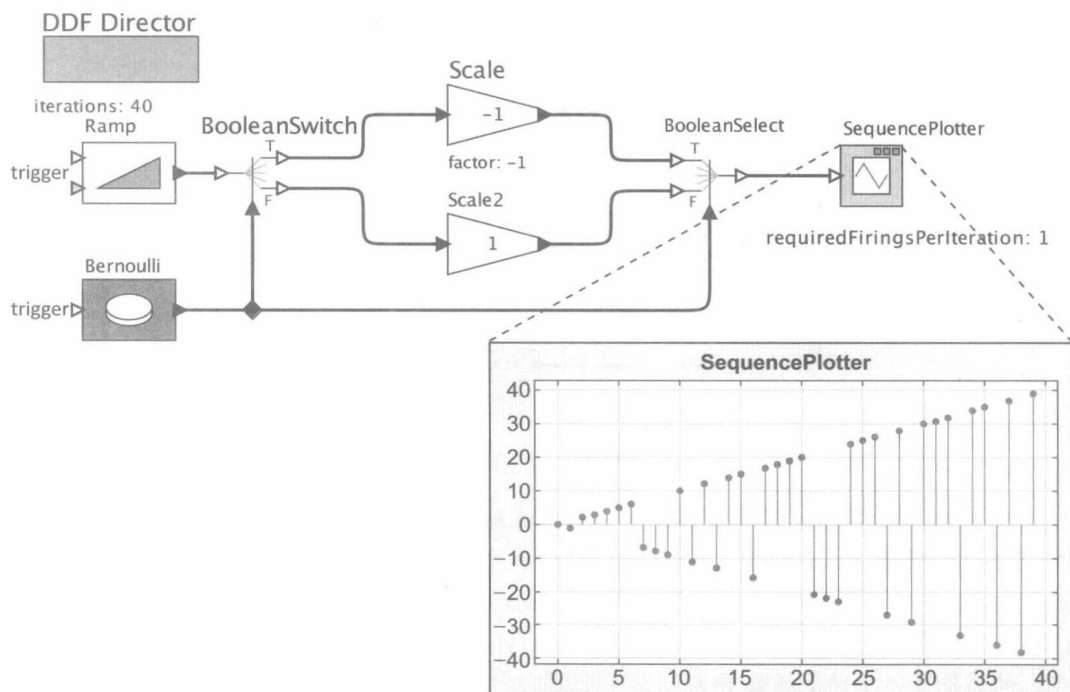 DDF Director
iterations: 40
Ramp
trigger
BooleanSwitch
T
F
Scale
-1
factor: -1
Scale2
1
BooleanSelect
T
F
SequencePlotter
requiredFiringsPerIteration: 1
Bernoulli
trigger
SequencePlotter
40
30
20
10
0
-10
-20
-30
-40
0 5 10 15 20 25 30 35 40